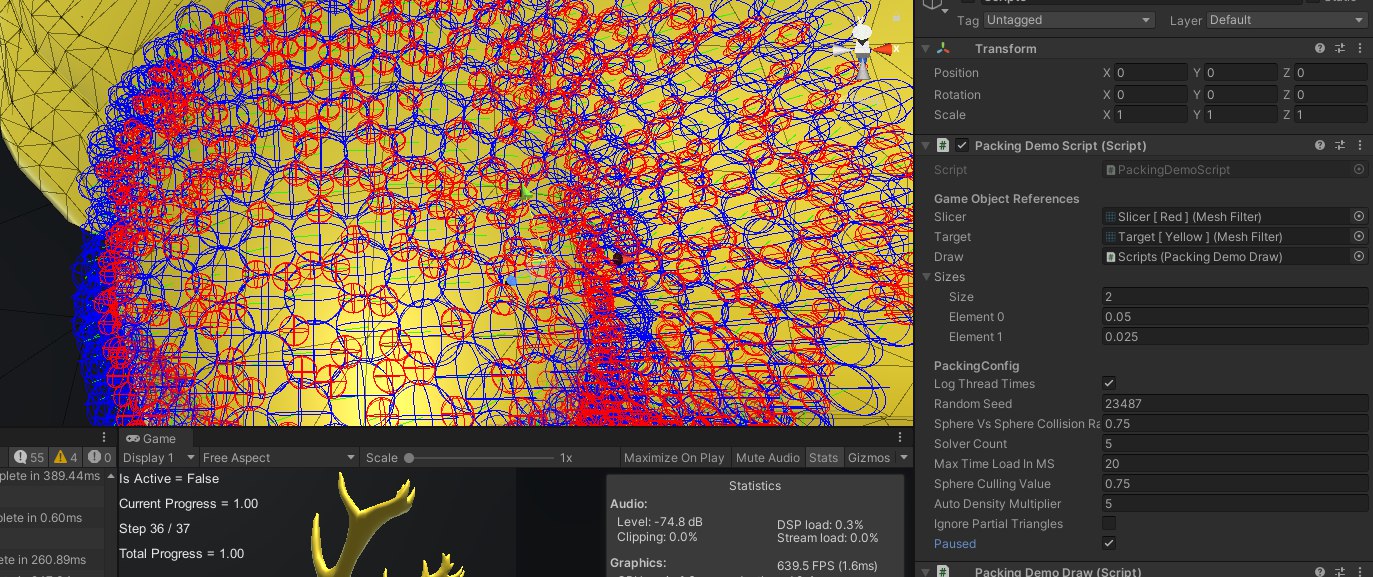 Tag Untagged Layer Default
Transform
Position X 0 Y 0 Z 0
Rotation X 0 Y 0 Z 0
Scale X 1 Y 1 Z 1
Packing Demo Script (Script)
Script PackingDemoScript
Game Object References
Slicer Slicer [ Red ] (Mesh Filter)
Target Target [ Yellow ] (Mesh Filter)
Draw Scripts (Packing Demo Draw)
Sizes
Size 2
Element 0 0.05
Element 1 0.025
PackingConfig
Log Thread Times
Random Seed 23487
Sphere Vs Sphere Collision Ra 0.75
Solver Count 5
Max Time Load In MS 20
Sphere Culling Value 0.75
Auto Density Multiplier 5
Ignore Partial Triangles
Paused
Packing Demo Draw (Script)
x
Game
55 4 0 Display 1 Free Aspect Scale 1x Maximize On Play Mute Audio Stats Gizmos
plete in 389.44ms
plete in 0.60ms
ete in 260.89ms
Is Active = False
Current Progress = 1.00
Step 36 / 37
Total Progress = 1.00
Statistics
Audio:
Level: -74.8 dB DSP load: 0.3%
Clipping: 0.0% Stream load: 0.0%
Graphics: 639.5 FPS (1.6ms)